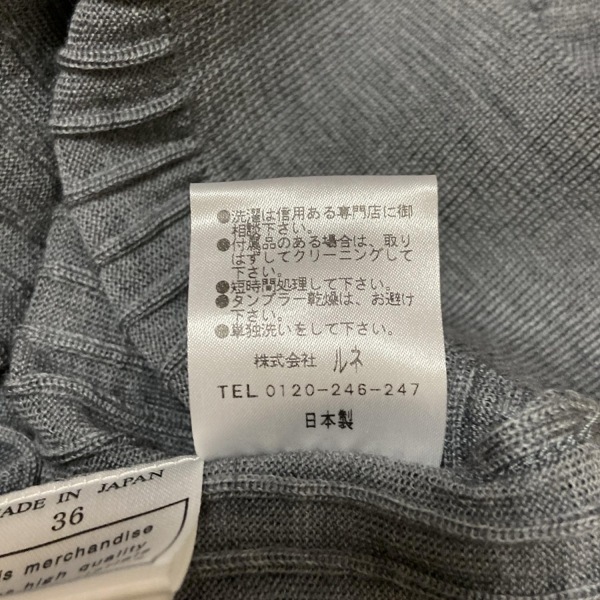 ●洗濯は信用ある専門店に御
相談下さい。
●付属品のある場合は、取り
はずしてクリーニングして
下さい。
●短時間処理して下さい。
●タンブラー乾燥は、お避け
下さい。
●単独洗いをして下さい。
株式会社 ルネ
TEL 0120-246-247
日本製
MADE IN JAPAN
36
is merchandise
high quality